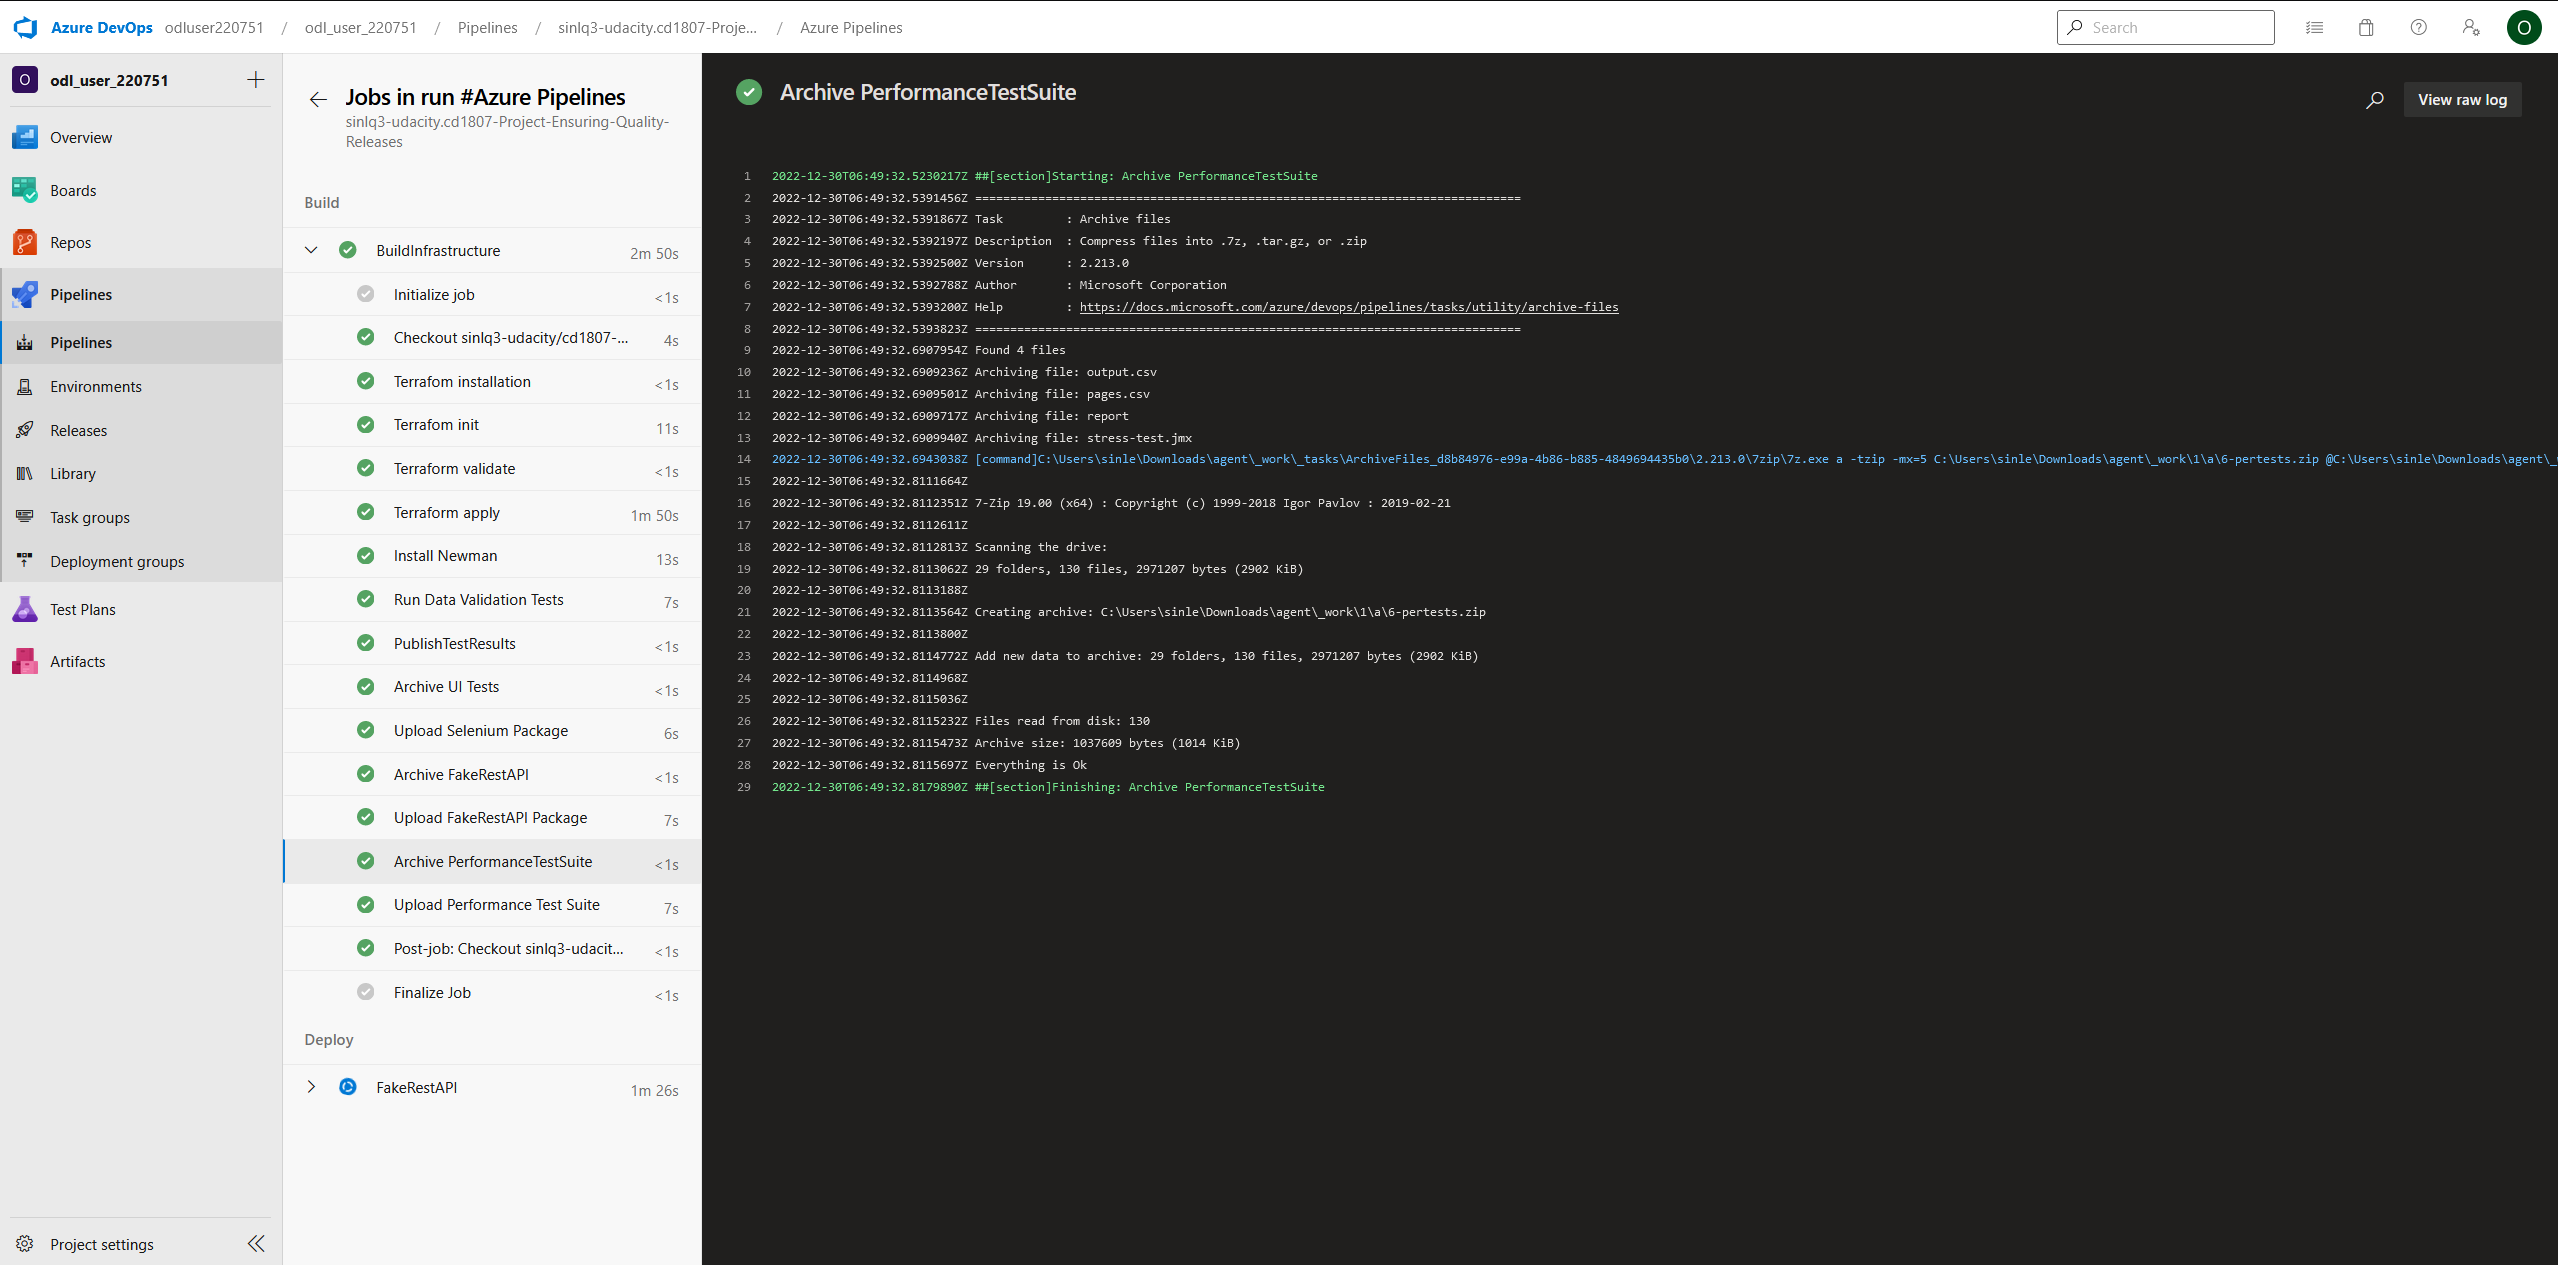 Azure DevOps odluser220751 / odl_user_220751 / Pipelines / sinlq3-udacity.cd1807-Proje... / Azure Pipelines
Search
O
O odl_user_220751
Overview
Boards
Repos
Pipelines
Pipelines
Environments
Releases
Library
Task groups
Deployment groups
Test Plans
Artifacts
Project settings
Jobs in run #Azure Pipelines
sinlq3-udacity.cd1807-Project-Ensuring-Quality-
Releases
Build
BuildInfrastructure 2m 50s
Initialize job <1s
Checkout sinlq3-udacity/cd1807-... 4s
Terrafom installation <1s
Terrafom init 11s
Terraform validate <1s
Terraform apply 1m 50s
Install Newman 13s
Run Data Validation Tests 7s
PublishTestResults <1s
Archive UI Tests <1s
Upload Selenium Package 6s
Archive FakeRestAPI <1s
Upload FakeRestAPI Package 7s
Archive PerformanceTestSuite <1s
Upload Performance Test Suite 7s
Post-job: Checkout sinlq3-udacit... <1s
Finalize Job <1s
Deploy
FakeRestAPI 1m 26s
Archive PerformanceTestSuite
View raw log
1 2022-12-30T06:49:32.5230217Z ##[section]Starting: Archive PerformanceTestSuite
2 2022-12-30T06:49:32.5391456Z ==============================================================================
3 2022-12-30T06:49:32.5391867Z Task         : Archive files
4 2022-12-30T06:49:32.5392197Z Description  : Compress files into .7z, .tar.gz, or .zip
5 2022-12-30T06:49:32.5392500Z Version      : 2.213.0
6 2022-12-30T06:49:32.5392788Z Author       : Microsoft Corporation
7 2022-12-30T06:49:32.5393200Z Help         : https://docs.microsoft.com/azure/devops/pipelines/tasks/utility/archive-files
8 2022-12-30T06:49:32.5393823Z ==============================================================================
9 2022-12-30T06:49:32.6907954Z Found 4 files
10 2022-12-30T06:49:32.6909236Z Archiving file: output.csv
11 2022-12-30T06:49:32.6909501Z Archiving file: pages.csv
12 2022-12-30T06:49:32.6909717Z Archiving file: report
13 2022-12-30T06:49:32.6909940Z Archiving file: stress-test.jmx
14 2022-12-30T06:49:32.6943038Z [command]C:\Users\sinle\Downloads\agent\_work\_tasks\ArchiveFiles_d8b84976-e99a-4b86-b885-4849694435b0\2.213.0\7zip\7z.exe a -tzip -mx=5 C:\Users\sinle\Downloads\agent\_work\1\a\6-pertests.zip @C:\Users\sinle\Downloads\agent\_
15 2022-12-30T06:49:32.8111664Z
16 2022-12-30T06:49:32.8112351Z 7-Zip 19.00 (x64) : Copyright (c) 1999-2018 Igor Pavlov : 2019-02-21
17 2022-12-30T06:49:32.8112611Z
18 2022-12-30T06:49:32.8112813Z Scanning the drive:
19 2022-12-30T06:49:32.8113062Z 29 folders, 130 files, 2971207 bytes (2902 KiB)
20 2022-12-30T06:49:32.8113188Z
21 2022-12-30T06:49:32.8113564Z Creating archive: C:\Users\sinle\Downloads\agent\_work\1\a\6-pertests.zip
22 2022-12-30T06:49:32.8113800Z
23 2022-12-30T06:49:32.8114772Z Add new data to archive: 29 folders, 130 files, 2971207 bytes (2902 KiB)
24 2022-12-30T06:49:32.8114968Z
25 2022-12-30T06:49:32.8115036Z
26 2022-12-30T06:49:32.8115232Z Files read from disk: 130
27 2022-12-30T06:49:32.8115473Z Archive size: 1037609 bytes (1014 KiB)
28 2022-12-30T06:49:32.8115697Z Everything is Ok
29 2022-12-30T06:49:32.8179890Z ##[section]Finishing: Archive PerformanceTestSuite